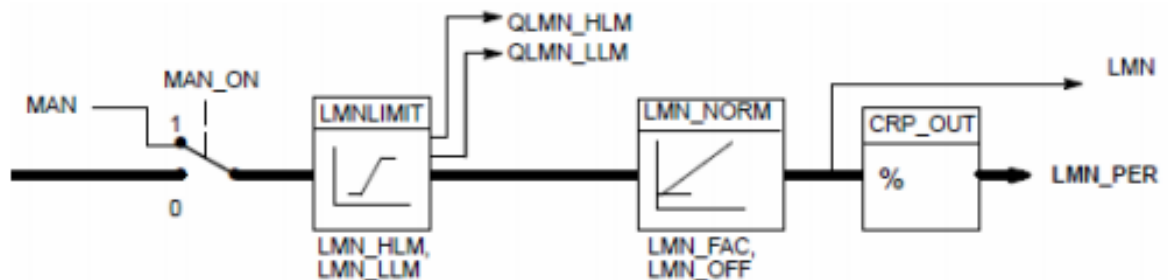 QLMN_HLM
QLMN_LLM
LMN
MAN_ON
MAN
LMNLIMIT
LMN_NORM
CRP_OUT
1
%
LMN_PER
0
LMN_HLM,
LMN_LLM
LMN_FAC,
LMN_OFF